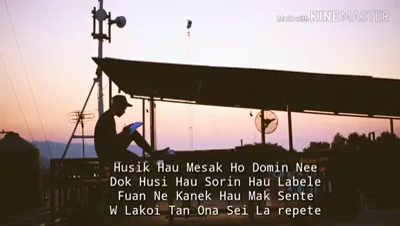 Made with KINEMASTER
Husik Hau Mesak Ho Domin Nee
Dok Husi Hau Sorin Hau Labele
Fuan Ne Kanek Hau Mak Sente
W Lakoi Tan Ona Sei La repete